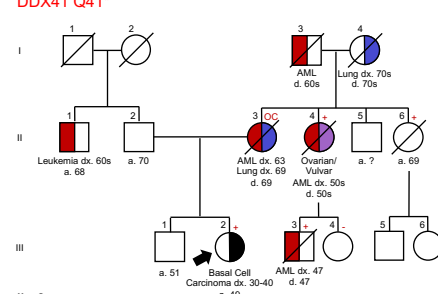 DDX41 Q41
1 2 3 4
I
AML
d. 60s
Lung dx. 70s
d. 70s
1 2 3 OC 4 + 5 6 +
II
Leukemia dx. 60s
a. 68
a. 70
AML dx. 63
Lung dx. 69
d. 69
Ovarian/
Vulvar
AML dx. 50s
d. 50s
a. ?
a. 69
1 2 + 3 + 4 - 5 6
III
a. 51
Basal Cell
Carcinoma dx. 30-40
AML dx. 47
d. 47